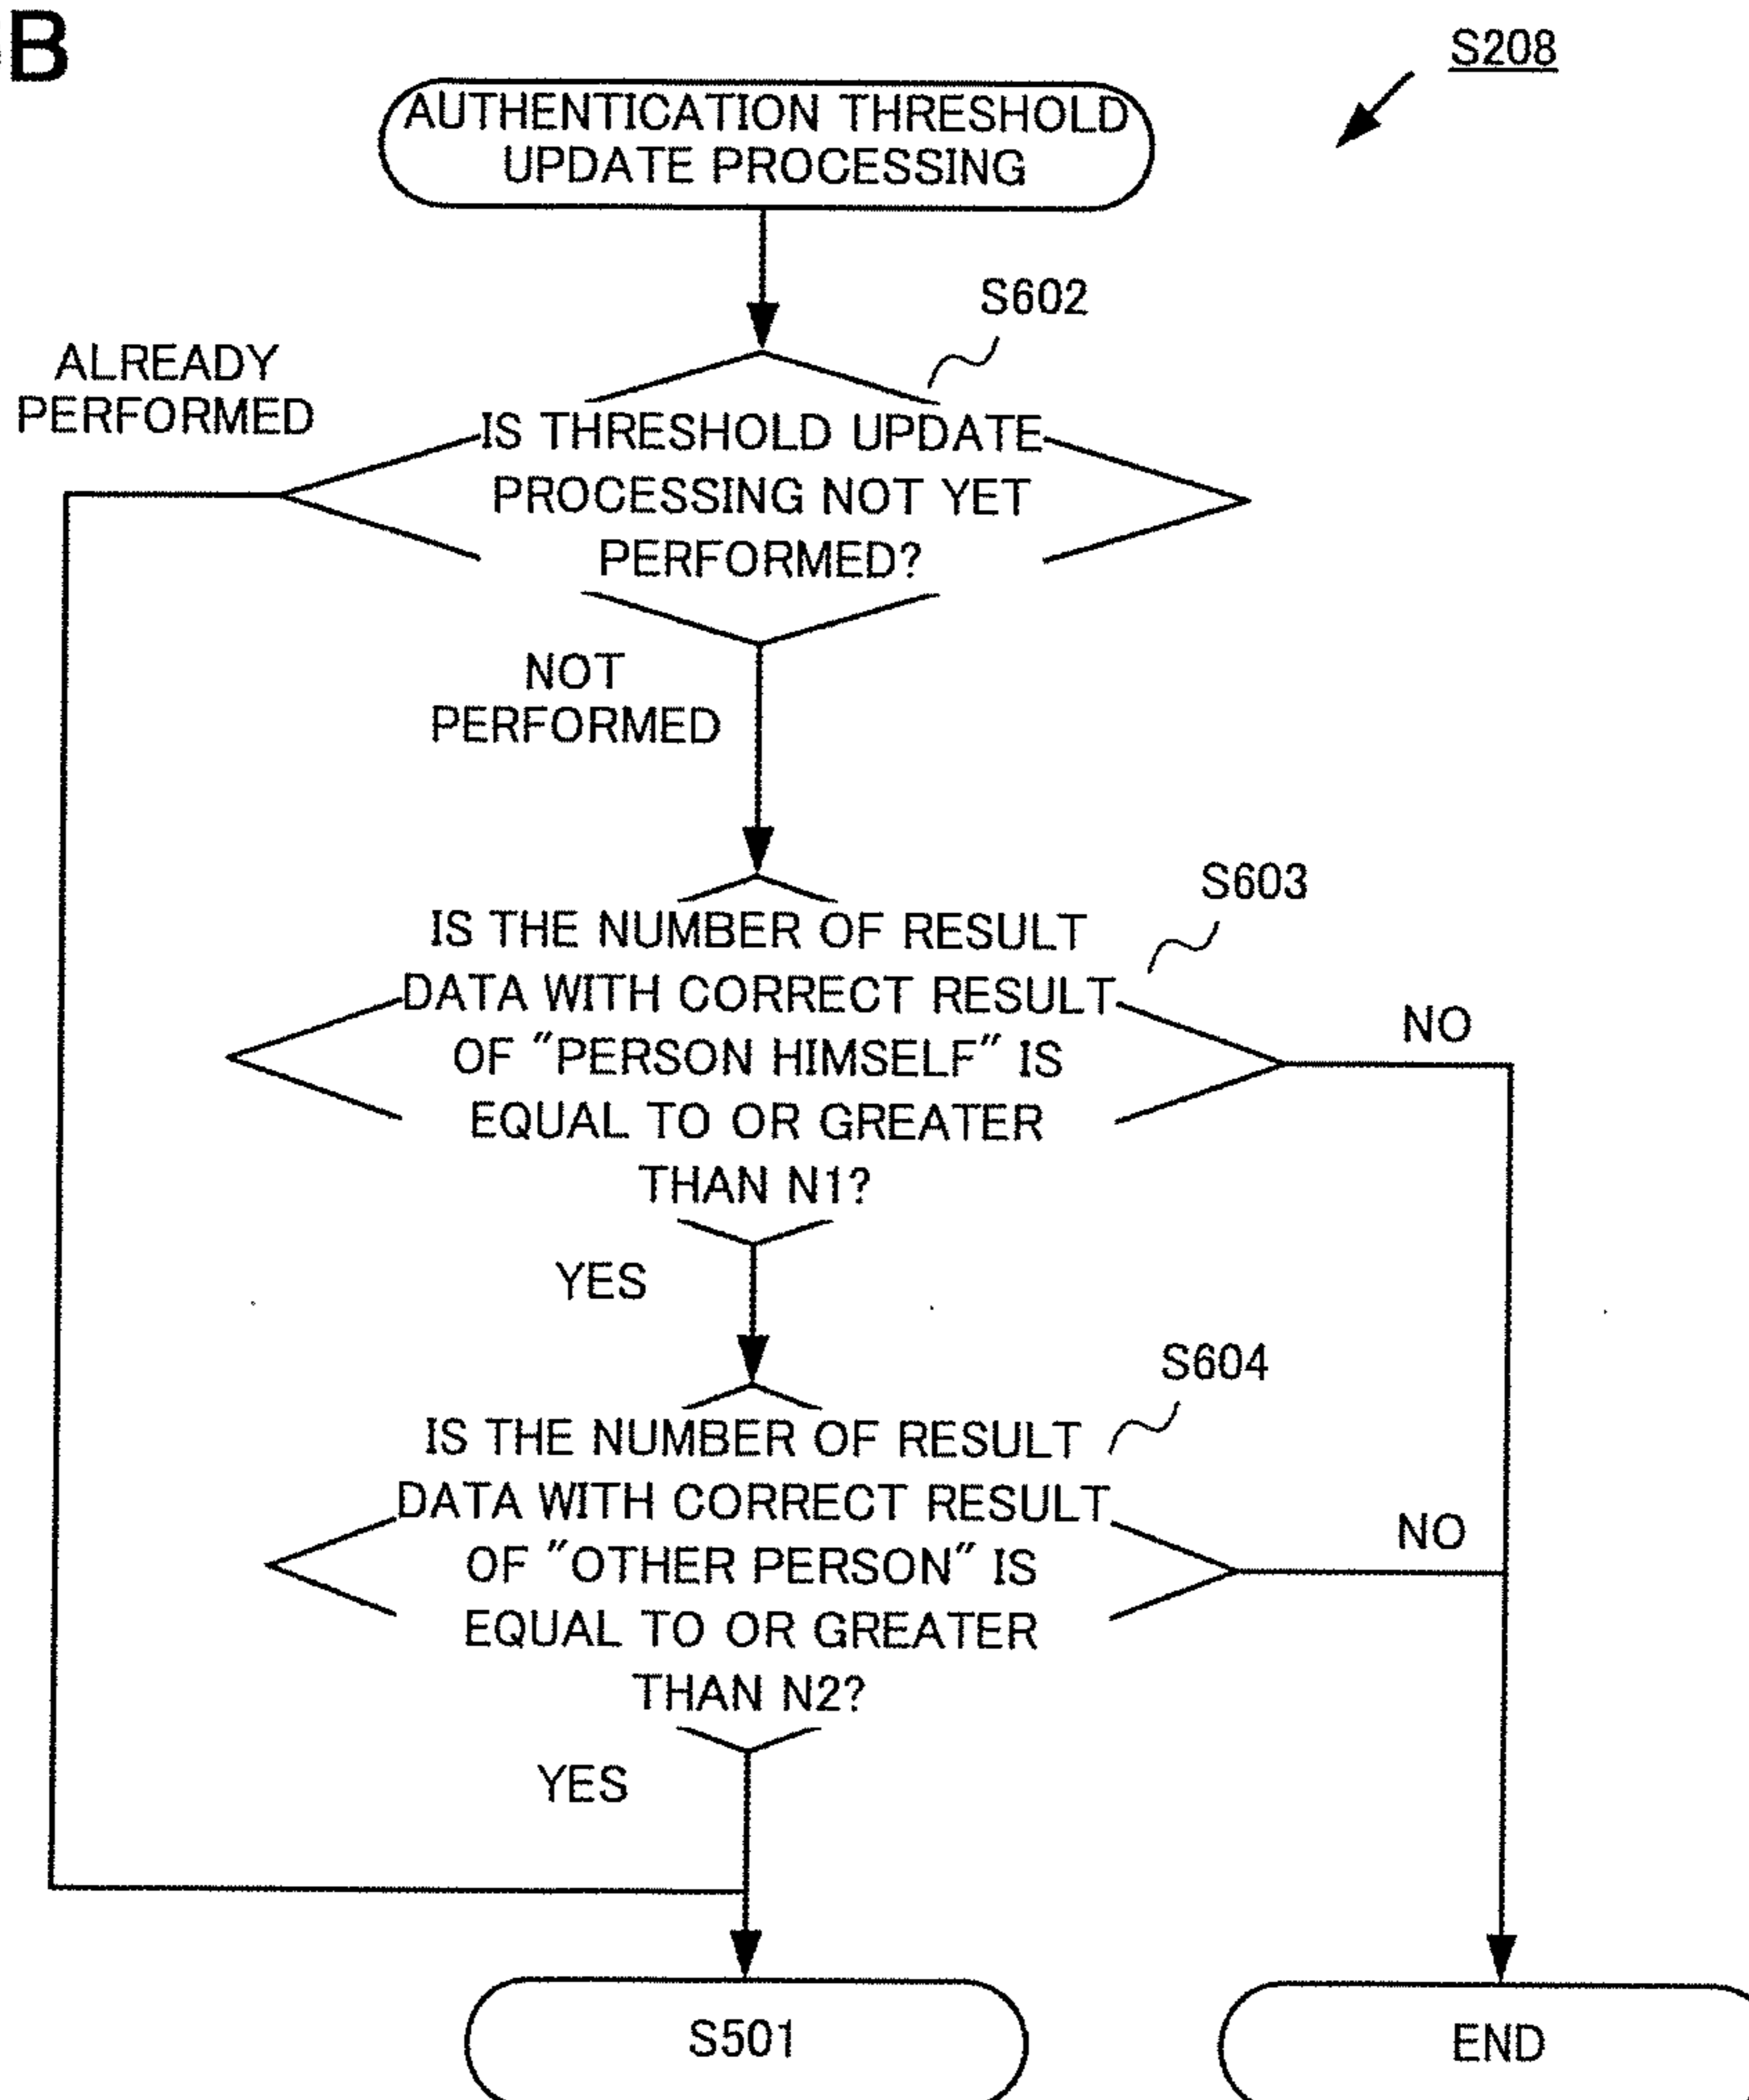 B
S208
AUTHENTICATION THRESHOLD
UPDATE PROCESSING
S602
ALREADY
PERFORMED
IS THRESHOLD UPDATE
PROCESSING NOT YET
PERFORMED?
NOT
PERFORMED
S603
IS THE NUMBER OF RESULT
DATA WITH CORRECT RESULT
OF "PERSON HIMSELF" IS
EQUAL TO OR GREATER
THAN N1?
NO
YES
S604
IS THE NUMBER OF RESULT
DATA WITH CORRECT RESULT
OF "OTHER PERSON" IS
EQUAL TO OR GREATER
THAN N2?
NO
YES
S501
END